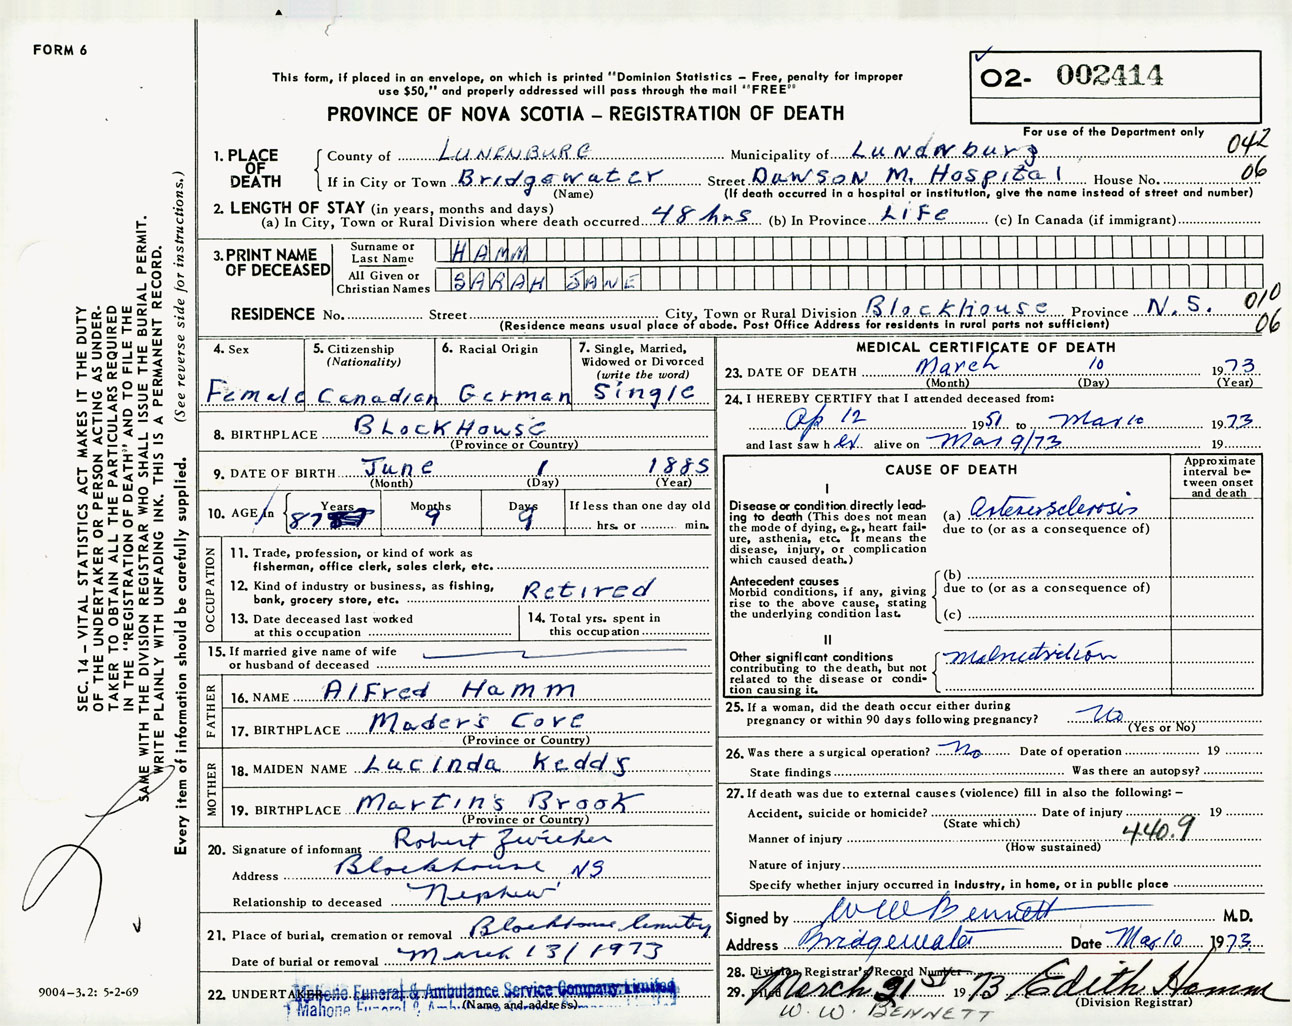 FORM 6
This form, if placed in an envelope, on which is printed "Dominion Statistics – Free, penalty for improper
use $50," and properly addressed will pass through the mail "FREE"
PROVINCE OF NOVA SCOTIA – REGISTRATION OF DEATH
02- 002414
For use of the Department only
1. PLACE OF DEATH
County of LUNENBURG Municipality of Lunenburg 042
If in City or Town Bridgewater Street Dawson M. Hospital House No. 06
(Name) (If death occurred in a hospital or institution, give the name instead of street and number)
2. LENGTH OF STAY (in years, months and days)
(a) In City, Town or Rural Division where death occurred 48 hrs (b) In Province LiFe (c) In Canada (if immigrant)
3. PRINT NAME OF DECEASED
Surname or Last Name HAMM
All Given or Christian Names SARAH JANE
RESIDENCE No. Street City, Town or Rural Division Blockhouse Province N.S. 010
(Residence means usual place of abode. Post Office Address for residents in rural parts not sufficient) 06
4. Sex Female
5. Citizenship (Nationality) Canadian
6. Racial Origin German
7. Single, Married, Widowed or Divorced (write the word) Single
8. BIRTHPLACE BLockHouse
(Province or Country)
9. DATE OF BIRTH June 1 1885
(Month) (Day) (Year)
10. AGE In Years 87 Months 9 Days 9 If less than one day old
hrs. or min.
OCCUPATION
11. Trade, profession, or kind of work as
fisherman, office clerk, sales clerk, etc.
12. Kind of industry or business, as fishing, Retired
bank, grocery store, etc.
13. Date deceased last worked
at this occupation
14. Total yrs. spent in
this occupation
15. If married give name of wife
or husband of deceased
FATHER
16. NAME Alfred Hamm
17. BIRTHPLACE Mader's Cove
(Province or Country)
MOTHER
18. MAIDEN NAME Lucinda Keddy
19. BIRTHPLACE Martin's Brook
(Province or Country)
20. Signature of informant Robert Zwicker
Address Blockhouse NS
Relationship to deceased Nephew
21. Place of burial, cremation or removal Blockhouse Cemetery
Date of burial or removal March 13/1973
22. UNDERTAKER Mahone Funeral & Ambulance Service Company Limited
(Name and address)
MEDICAL CERTIFICATE OF DEATH
23. DATE OF DEATH March 10 1973
(Month) (Day) (Year)
24. I HEREBY CERTIFY that I attended deceased from:
Ap 12 1951 to Mar 10 1973
and last saw her alive on Mar 9/73 19
CAUSE OF DEATH
Approximate interval between onset and death
I
Disease or condition directly lead-
ing to death (This does not mean
the mode of dying, e.g., heart fail-
ure, asthenia, etc. It means the
disease, injury, or complication
which caused death.)
(a) Arteriosclerosis
due to (or as a consequence of)
Antecedent causes
Morbid conditions, if any, giving
rise to the above cause, stating
the underlying condition last.
(b)
due to (or as a consequence of)
(c)
II
Other significant conditions
contributing to the death, but not
related to the disease or condi-
tion causing it.
Malnutrition
25. If a woman, did the death occur either during
pregnancy or within 90 days following pregnancy? No
(Yes or No)
26. Was there a surgical operation? No Date of operation 19
State findings Was there an autopsy?
27. If death was due to external causes (violence) fill in also the following:–
Accident, suicide or homicide? Date of injury 19
(State which)
Manner of injury 440.9
(How sustained)
Nature of injury
Specify whether injury occurred in industry, in home, or in public place
Signed by W W Bennett M.D.
Address Bridgewater Date Mar 10 1973
28. Division Registrar's Record Number
29. Filed March 21st 1973 Edith Hamm
(Division Registrar)
W. W. BENNETT
SEC. 14 – VITAL STATISTICS ACT MAKES IT THE DUTY
OF THE UNDERTAKER OR PERSON ACTING AS UNDER-
TAKER TO OBTAIN ALL THE PARTICULARS REQUIRED
IN THE "REGISTRATION OF DEATH" AND TO FILE THE
SAME WITH THE DIVISION REGISTRAR WHO SHALL ISSUE THE BURIAL PERMIT.
WRITE PLAINLY WITH UNFADING INK. THIS IS A PERMANENT RECORD.
Every item of information should be carefully supplied. (See reverse side for instructions.)
9004–3.2: 5-2-69